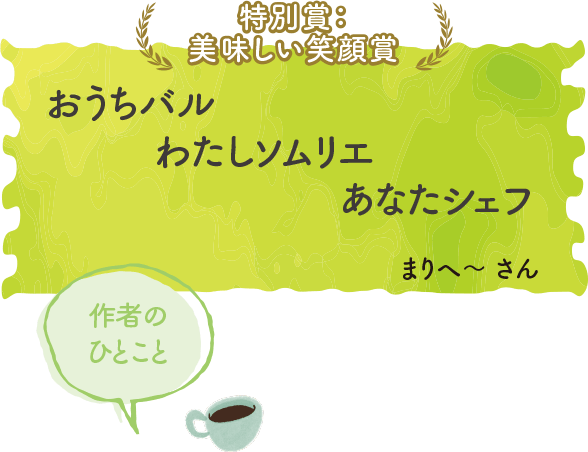 特別賞：
美味しい笑顔賞
おうちバル
わたしソムリエ
あなたシェフ
まりへ〜 さん
作者の
ひとこと